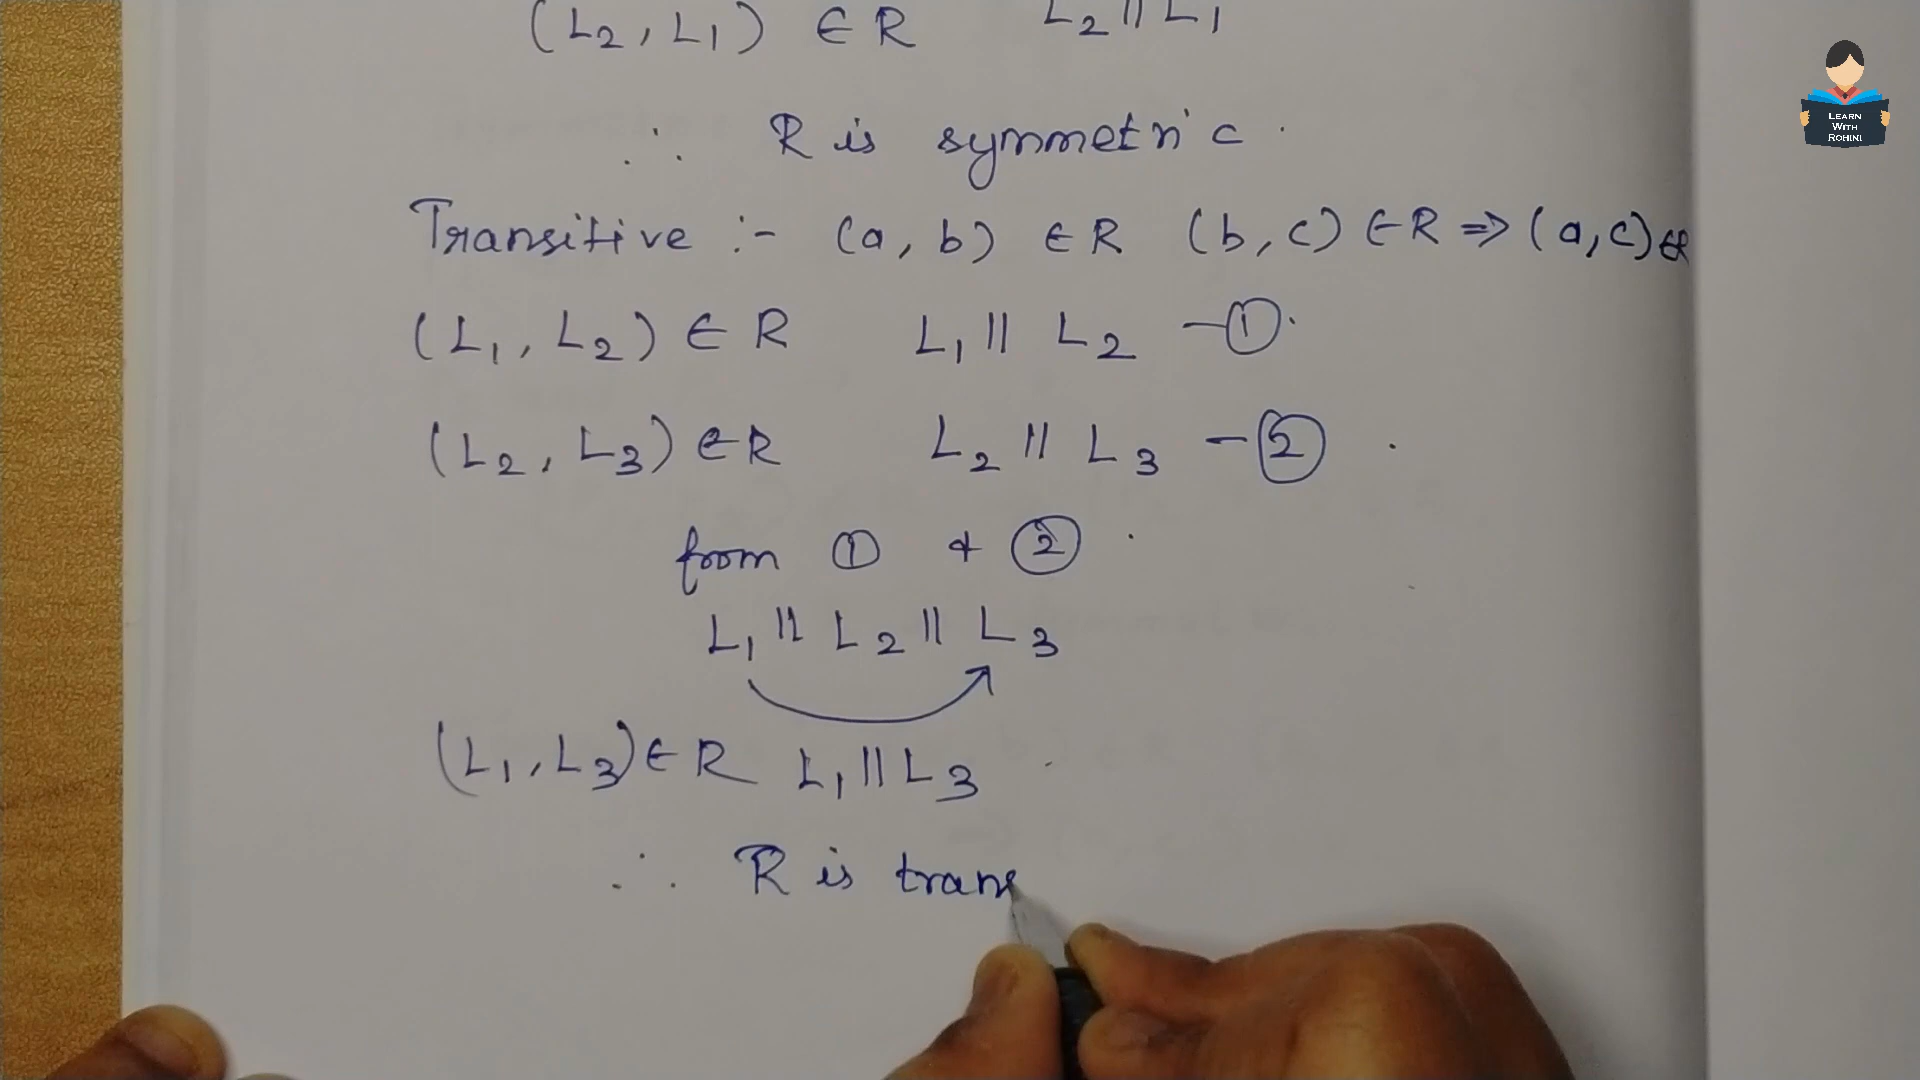 (L₂, L₁) ∈ R L₂ || L₁
∴ R is symmetric.
Transitive :- (a, b) ∈ R (b, c) ∈ R ⇒ (a, c) ∈ R
(L₁, L₂) ∈ R L₁ || L₂ – ①.
(L₂, L₃) ∈ R L₂ || L₃ – ② .
from ① & ② .
L₁ || L₂ || L₃
(L₁, L₃) ∈ R L₁ || L₃ .
∴ R is trans
LEARN
WITH
ROHINI